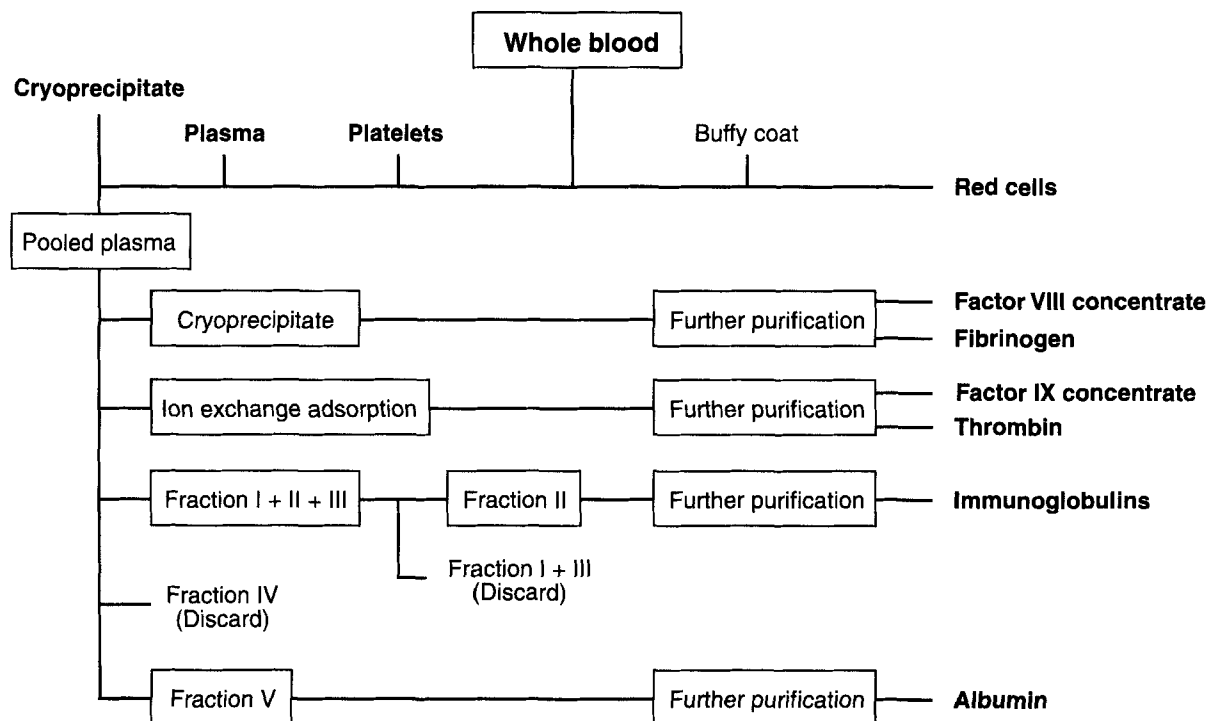 Whole blood
Cryoprecipitate
Plasma
Platelets
Buffy coat
Red cells
Pooled plasma
Cryoprecipitate
Further purification
Factor VIII concentrate
Fibrinogen
Ion exchange adsorption
Further purification
Factor IX concentrate
Thrombin
Fraction I + II + III
Fraction II
Further purification
Immunoglobulins
Fraction I + III
(Discard)
Fraction IV
(Discard)
Fraction V
Further purification
Albumin